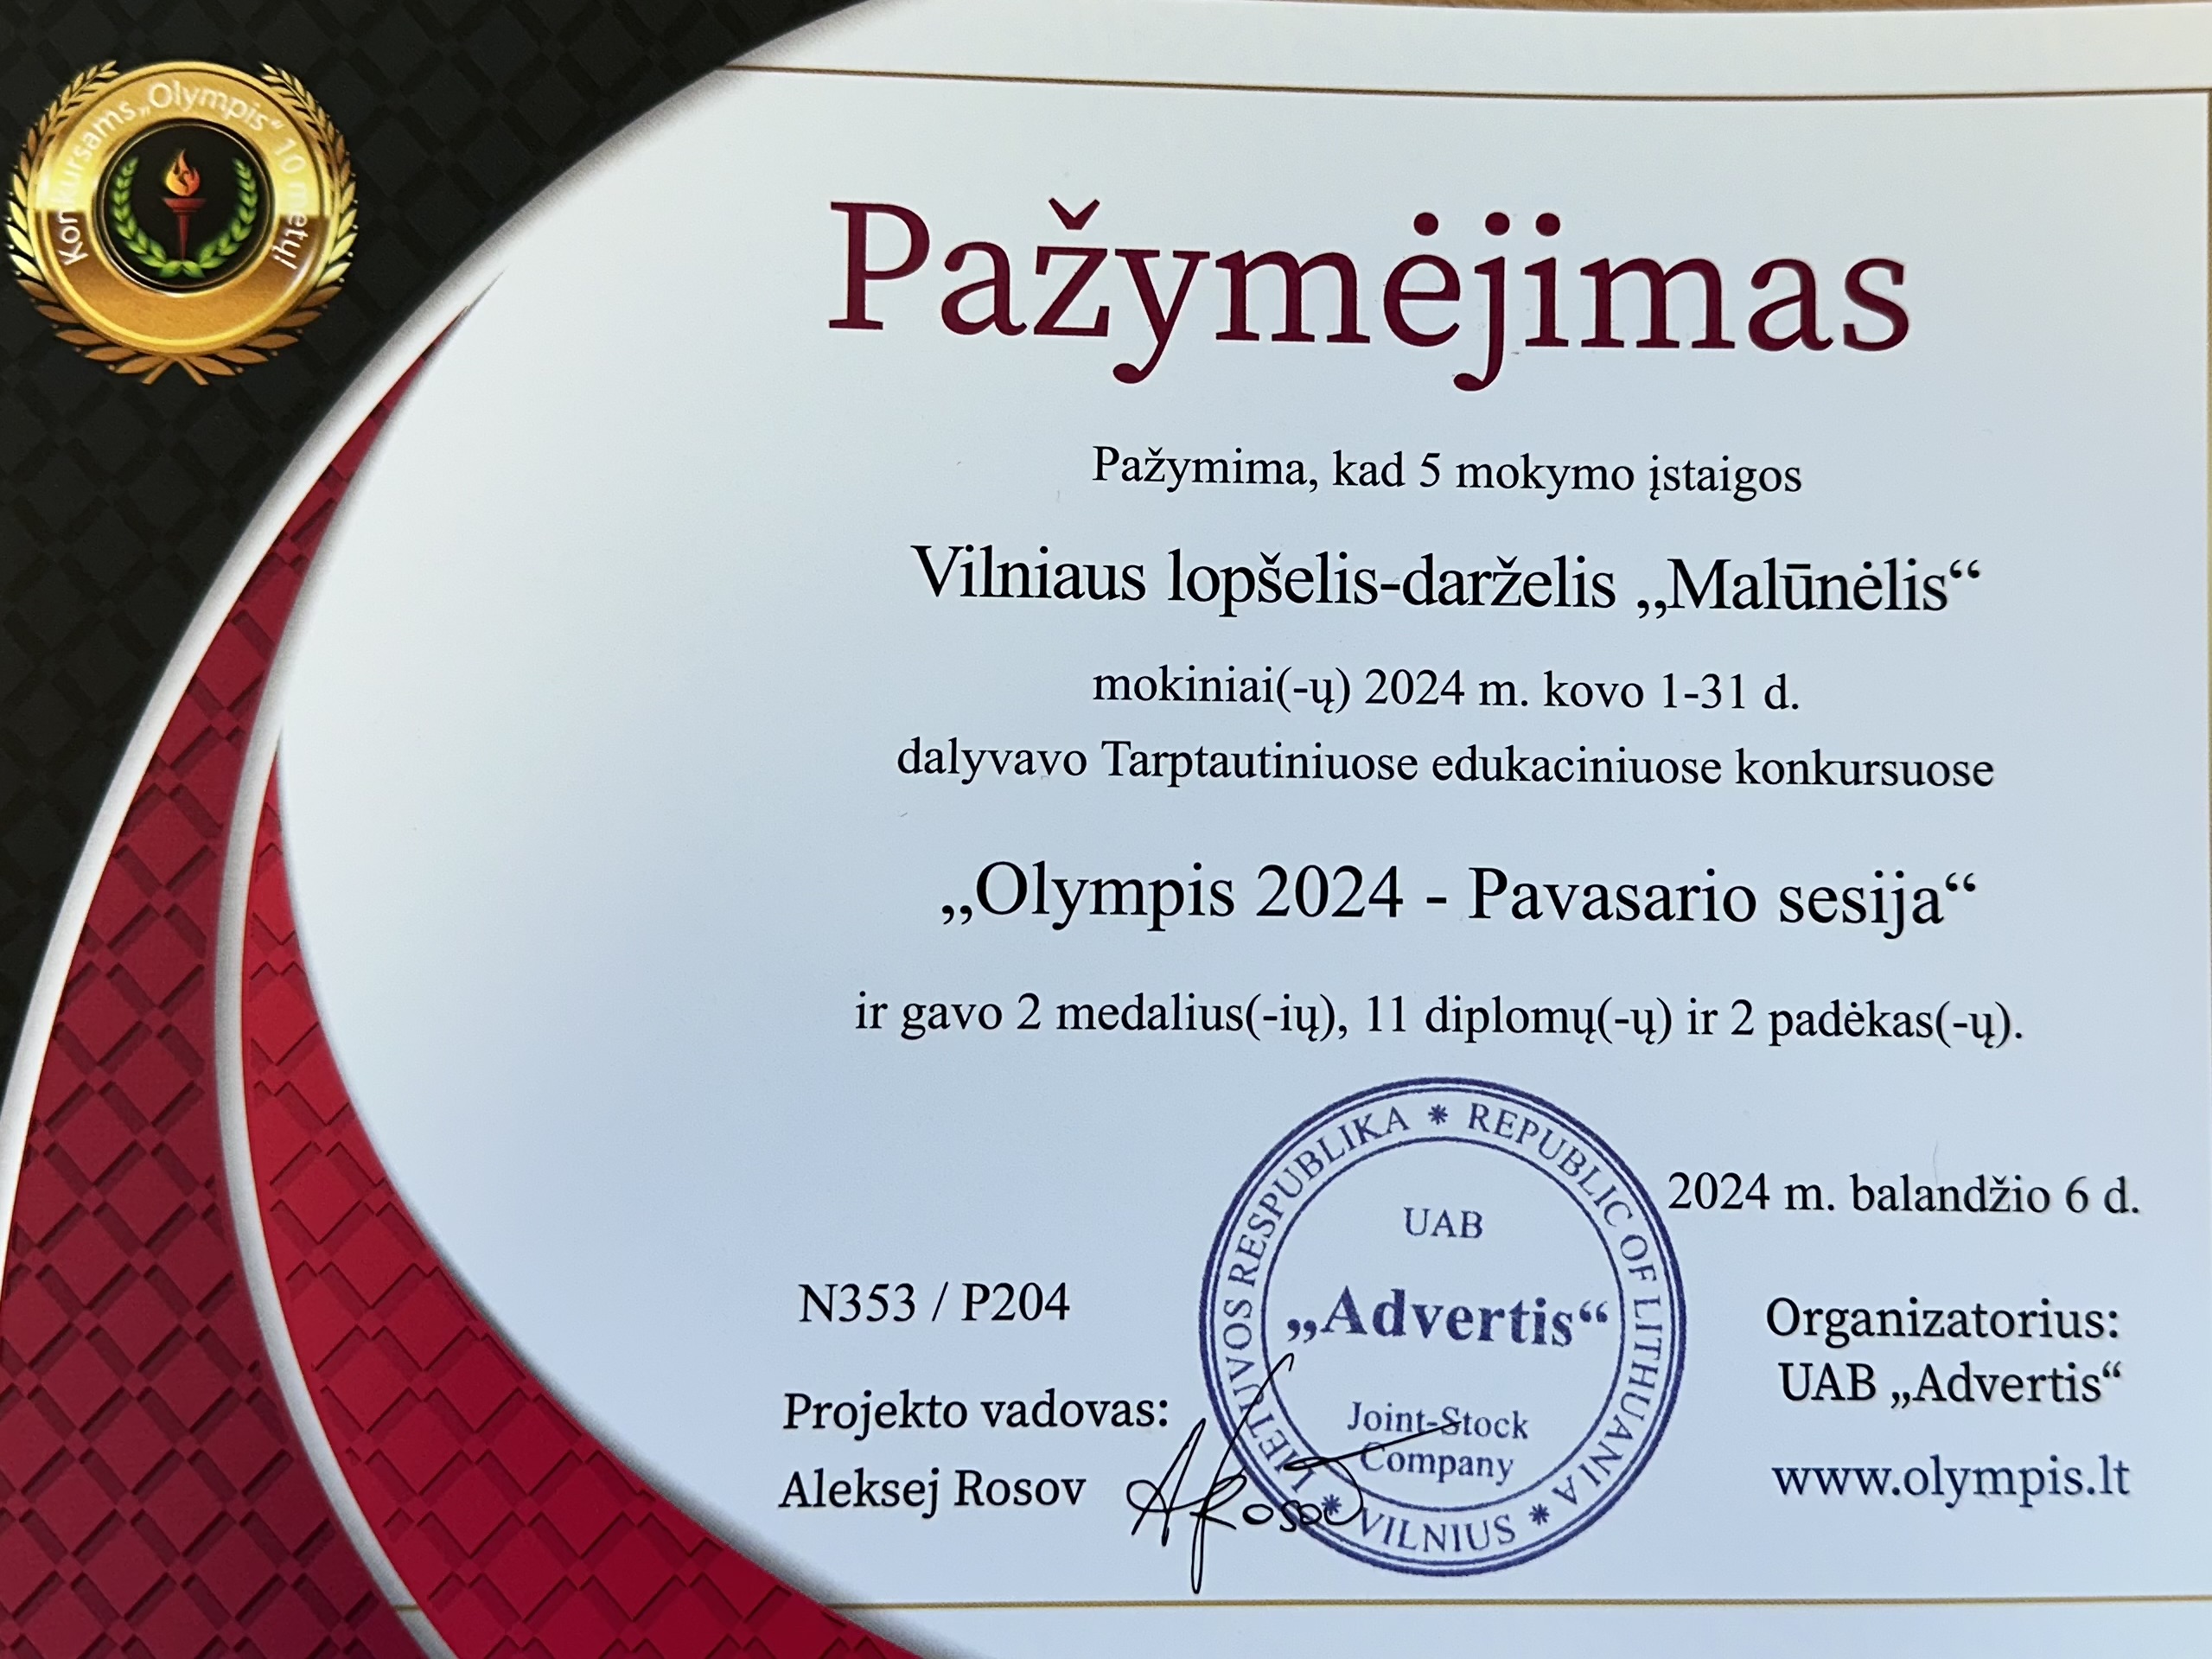 Konkursams „Olympis“ 10 metų!
Pažymėjimas
Pažymima, kad 5 mokymo įstaigos
Vilniaus lopšelis-darželis „Malūnėlis“
mokiniai(-ų) 2024 m. kovo 1-31 d.
dalyvavo Tarptautiniuose edukaciniuose konkursuose
„Olympis 2024 - Pavasario sesija“
ir gavo 2 medalius(-ių), 11 diplomų(-ų) ir 2 padėkas(-ų).
2024 m. balandžio 6 d.
N353 / P204
Projekto vadovas:
Aleksej Rosov
ARosov
LIETUVOS RESPUBLIKA * REPUBLIC OF LITHUANIA * VILNIUS *
UAB
„Advertis“
Joint-Stock
Company
Organizatorius:
UAB „Advertis“
www.olympis.lt